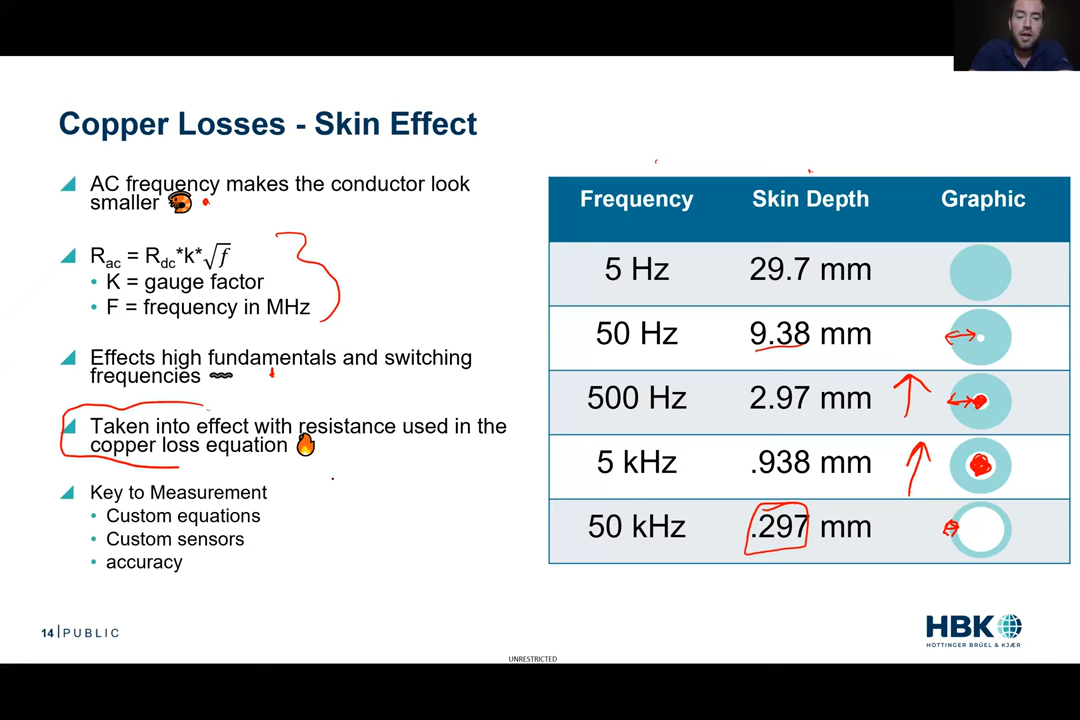 Copper Losses - Skin Effect
AC frequency makes the conductor look
smaller
Rac = Rdc*k*√f
• K = gauge factor
• F = frequency in MHz
Effects high fundamentals and switching
frequencies
Taken into effect with resistance used in the
copper loss equation
Key to Measurement
• Custom equations
• Custom sensors
• accuracy
Frequency Skin Depth Graphic
5 Hz 29.7 mm
50 Hz 9.38 mm
500 Hz 2.97 mm
5 kHz .938 mm
50 kHz .297 mm
14 | PUBLIC
HBK
HOTTINGER BRÜEL & KJÆR
UNRESTRICTED